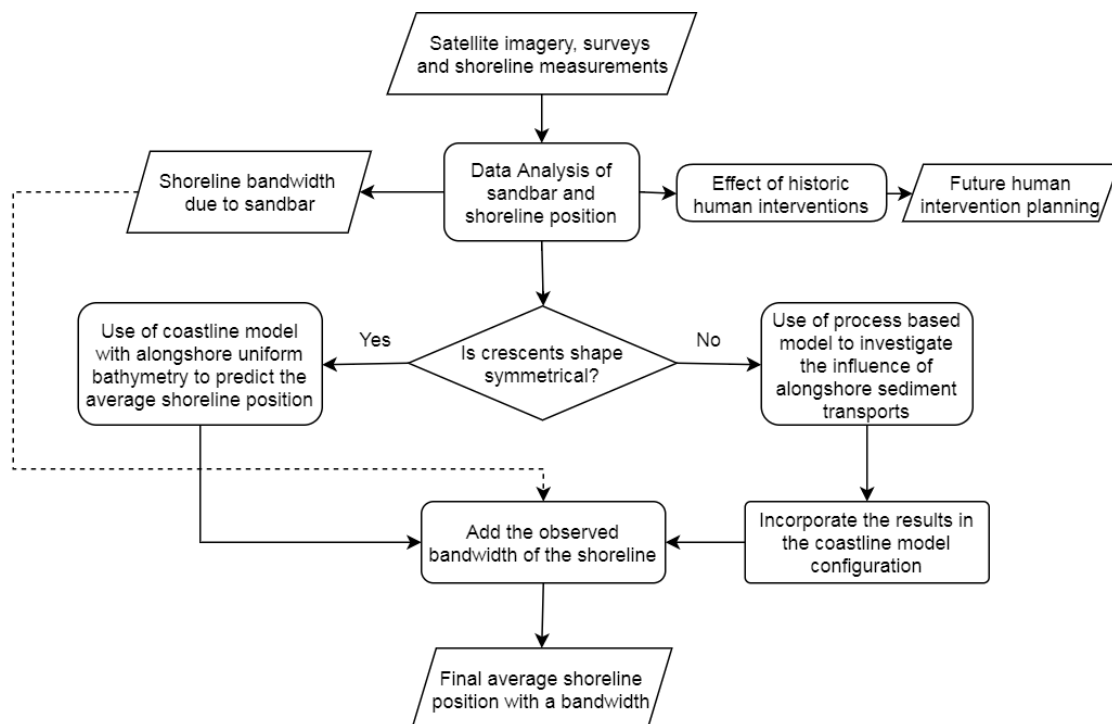 Satellite imagery, surveys
and shoreline measurements
Shoreline bandwidth
due to sandbar
Data Analysis of
sandbar and
shoreline position
Effect of historic
human interventions
Future human
intervention planning
Use of coastline model
with alongshore uniform
bathymetry to predict the
average shoreline position
Yes
Is crescents shape
symmetrical?
No
Use of process based
model to investigate
the influence of
alongshore sediment
transports
Add the observed
bandwidth of the shoreline
Incorporate the results in
the coastline model
configuration
Final average shoreline
position with a bandwidth